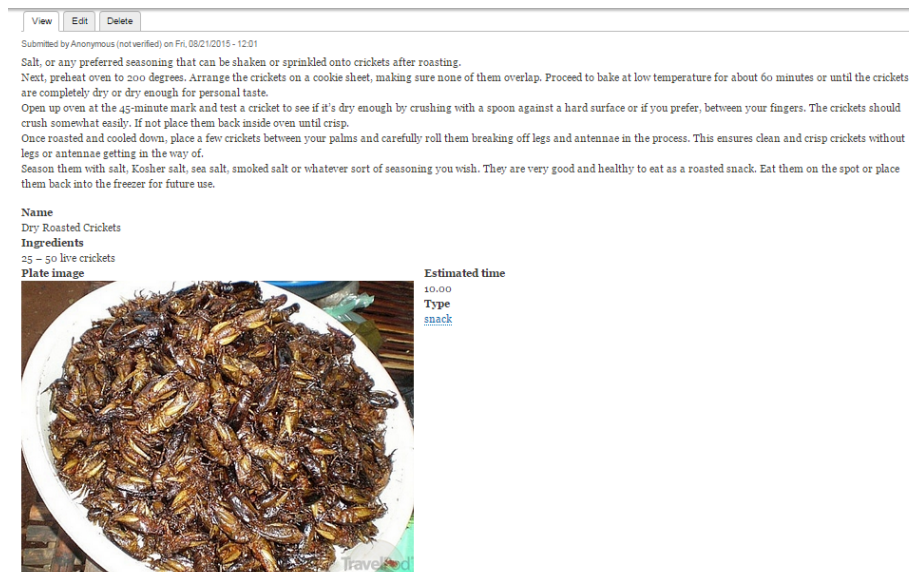 View Edit Delete
Submitted by Anonymous (not verified) on Fri, 08/21/2015 - 12:01
Salt, or any preferred seasoning that can be shaken or sprinkled onto crickets after roasting.
Next, preheat oven to 200 degrees. Arrange the crickets on a cookie sheet, making sure none of them overlap. Proceed to bake at low temperature for about 60 minutes or until the crickets
are completely dry or dry enough for personal taste.
Open up oven at the 45-minute mark and test a cricket to see if it's dry enough by crushing with a spoon against a hard surface or if you prefer, between your fingers. The crickets should
crush somewhat easily. If not place them back inside oven until crisp.
Once roasted and cooled down, place a few crickets between your palms and carefully roll them breaking off legs and antennae in the process. This ensures clean and crisp crickets without
legs or antennae getting in the way of.
Season them with salt, Kosher salt, sea salt, smoked salt or whatever sort of seasoning you wish. They are very good and healthy to eat as a roasted snack. Eat them on the spot or place
them back into the freezer for future use.
Name
Dry Roasted Crickets
Ingredients
25 – 50 live crickets
Plate image
Estimated time
10.00
Type
snack